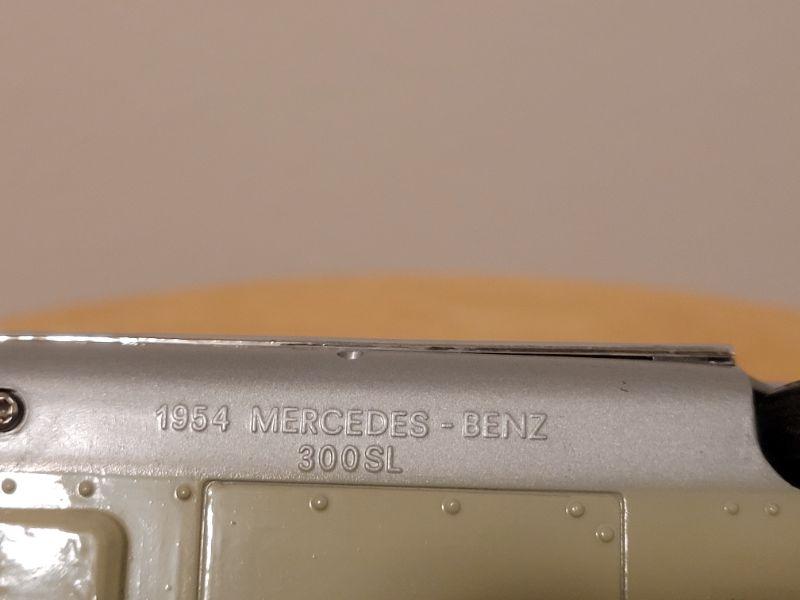 1954 MERCEDES - BENZ
300SL